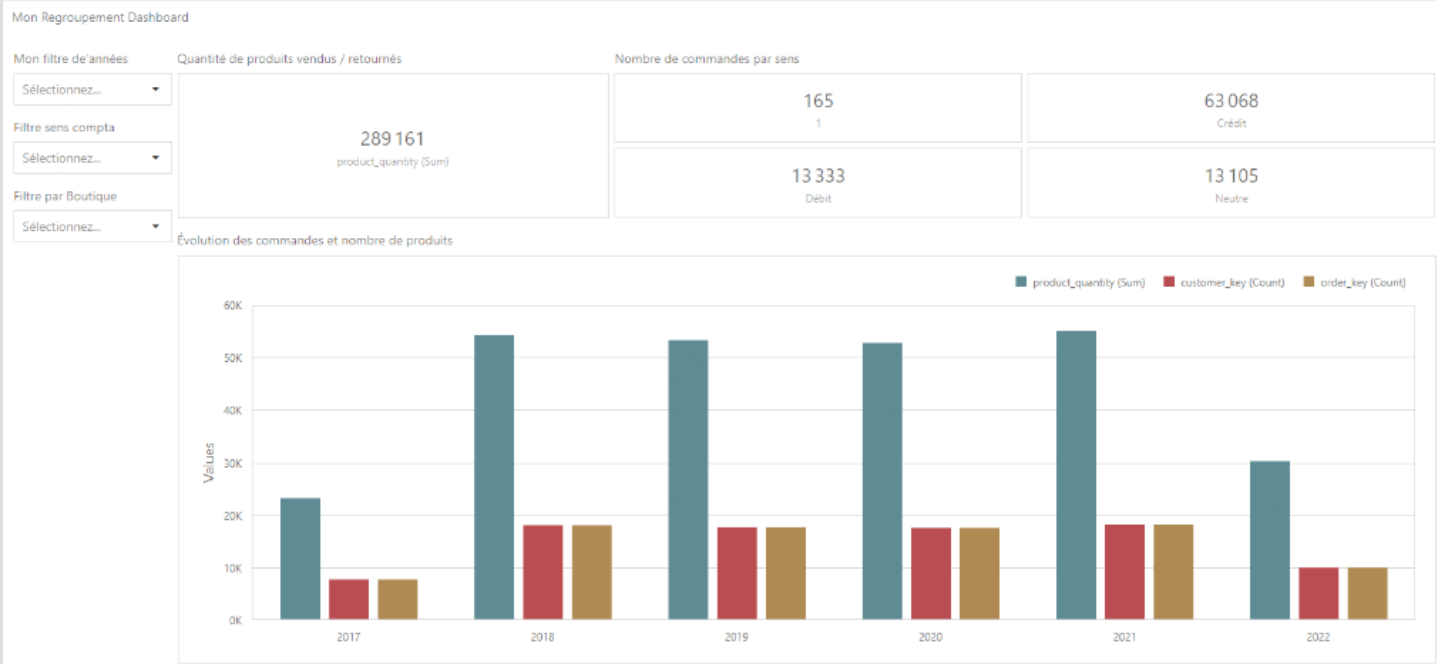 Mon Regroupement Dashboard
Mon filtre de'années
Sélectionnez...
Filtre sens compta
Sélectionnez...
Filtre par Boutique
Sélectionnez...
Quantité de produits vendus / retournés
289 161
product_quantity (Sum)
Nombre de commandes par sens
165
1
63 068
Crédit
13 333
Débit
13 105
Neutre
Évolution des commandes et nombre de produits
product_quantity (Sum) customer_key (Count) order_key (Count)
Values
60K
50K
40K
30K
20K
10K
0K
2017 2018 2019 2020 2021 2022